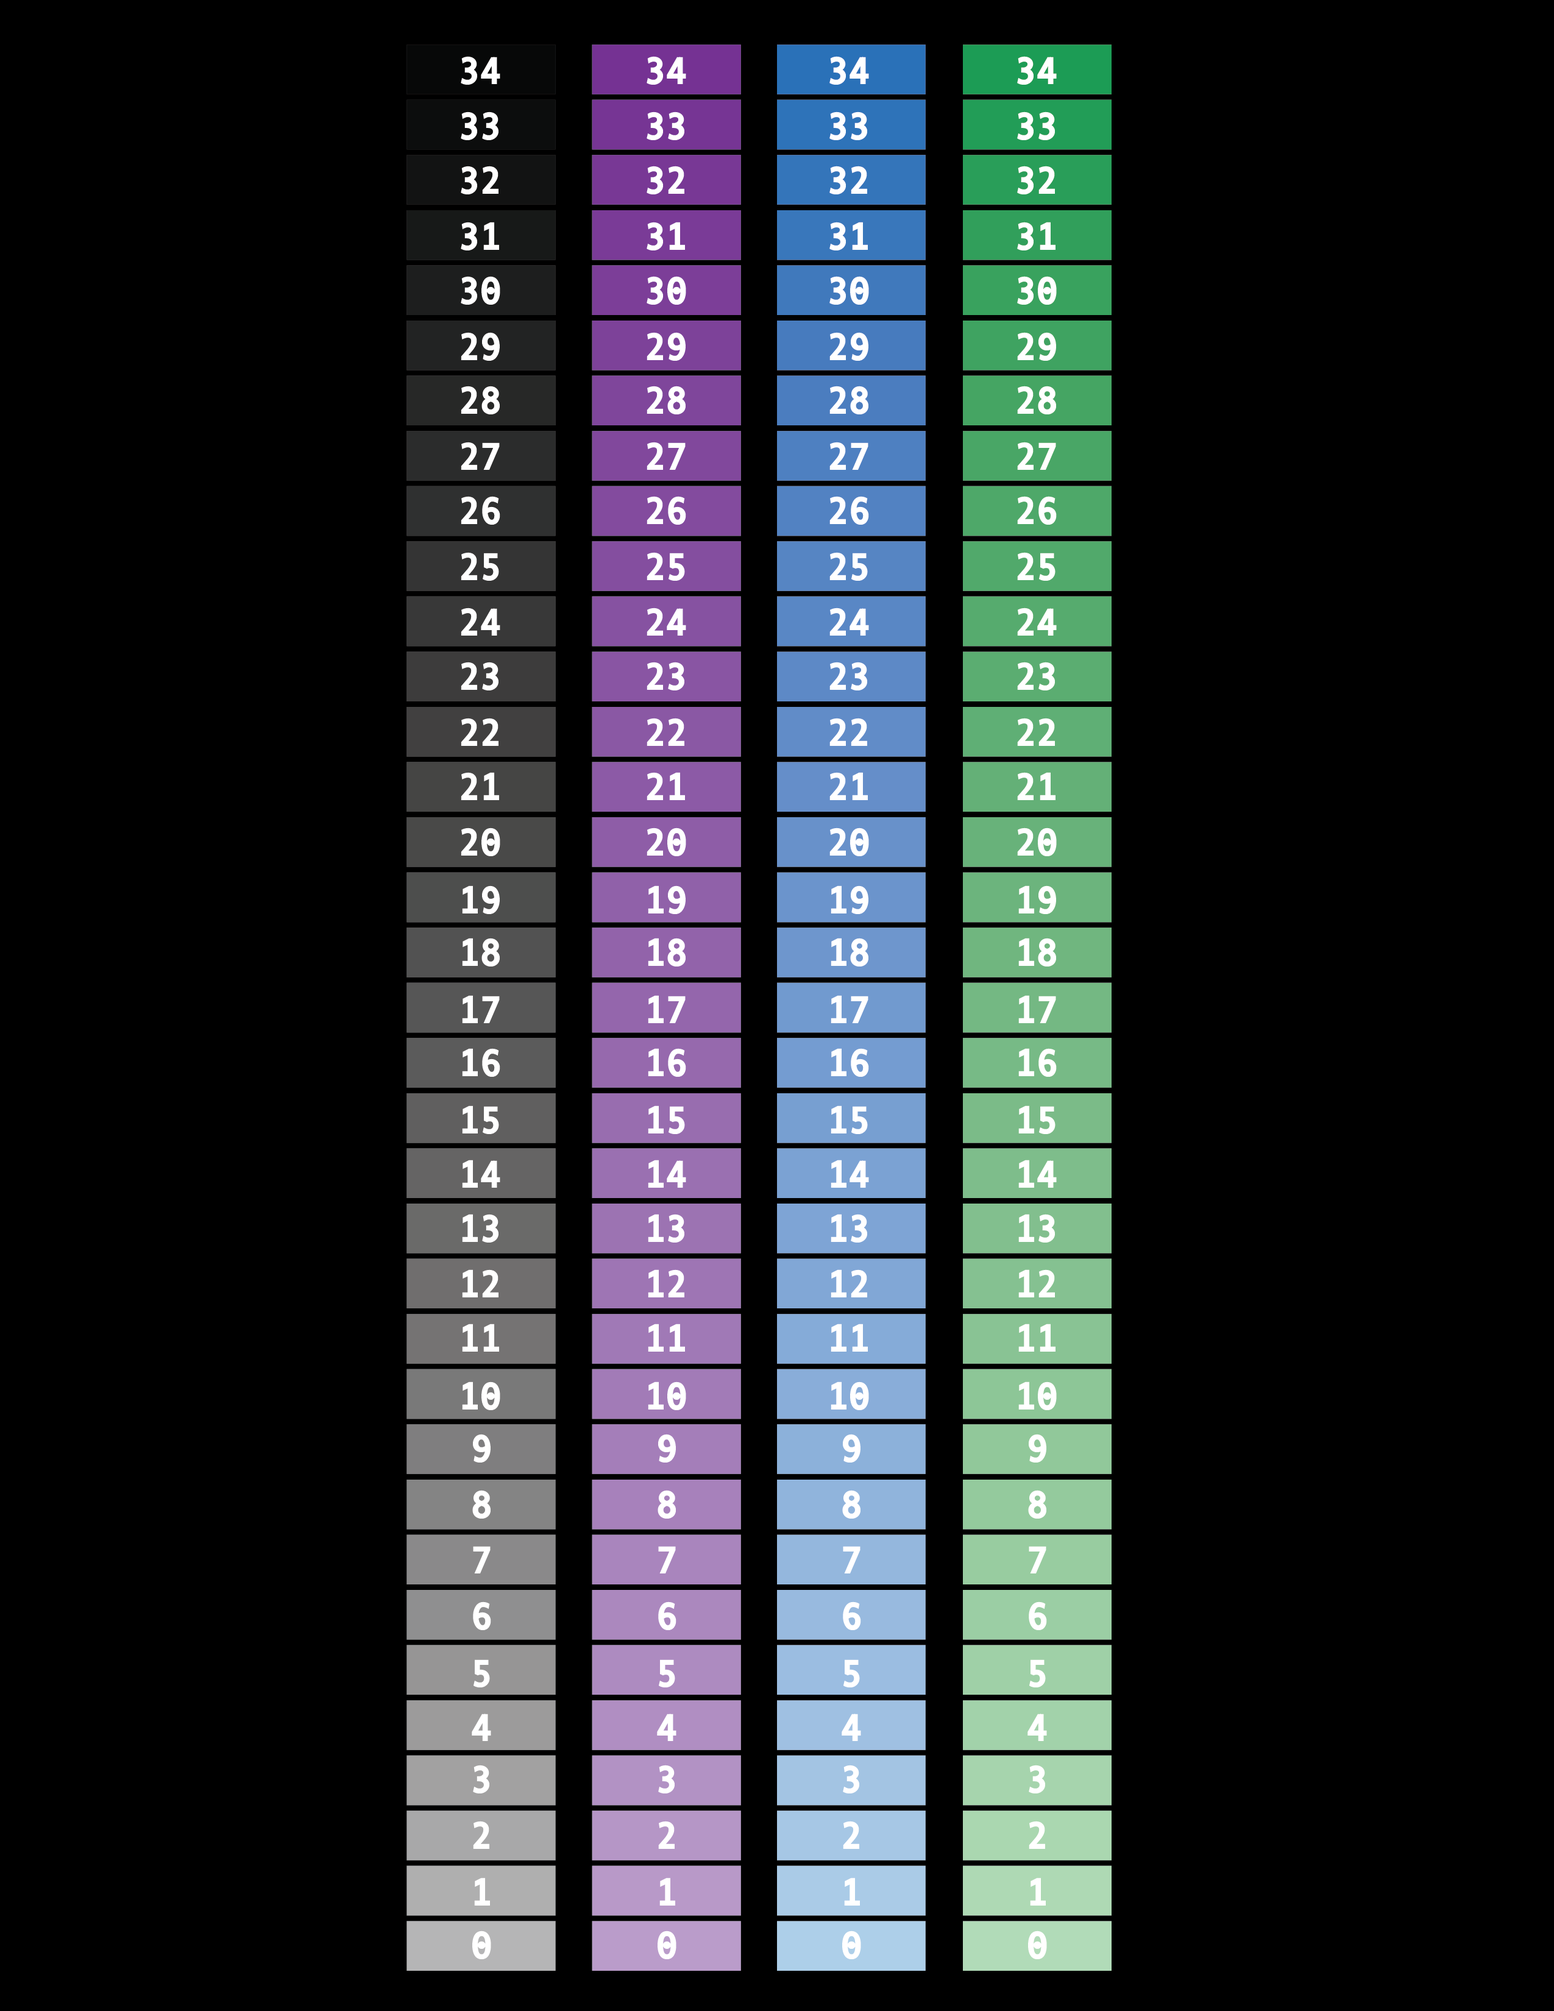 34 34 34 34
33 33 33 33
32 32 32 32
31 31 31 31
30 30 30 30
29 29 29 29
28 28 28 28
27 27 27 27
26 26 26 26
25 25 25 25
24 24 24 24
23 23 23 23
22 22 22 22
21 21 21 21
20 20 20 20
19 19 19 19
18 18 18 18
17 17 17 17
16 16 16 16
15 15 15 15
14 14 14 14
13 13 13 13
12 12 12 12
11 11 11 11
10 10 10 10
9 9 9 9
8 8 8 8
7 7 7 7
6 6 6 6
5 5 5 5
4 4 4 4
3 3 3 3
2 2 2 2
1 1 1 1
0 0 0 0